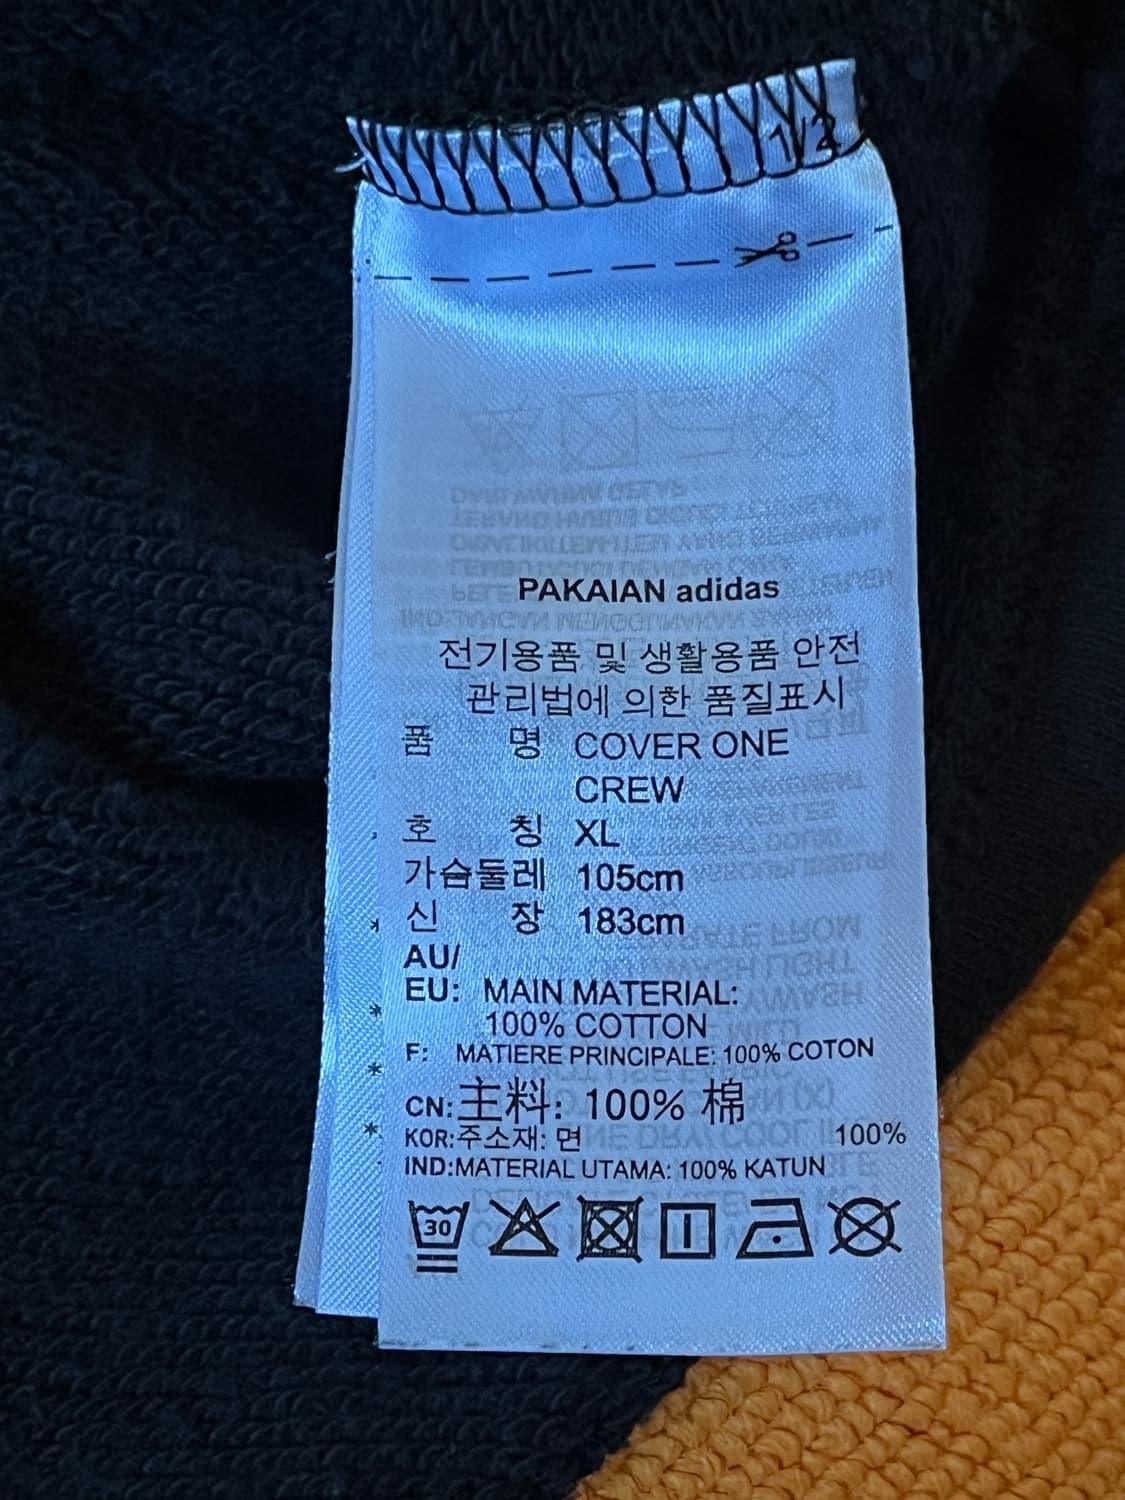 1/2
PAKAIAN adidas
전기용품 및 생활용품 안전
관리법에 의한 품질표시
품 명 COVER ONE
CREW
호 칭 XL
가슴둘레 105cm
신 장 183cm
AU/
EU: MAIN MATERIAL:
100% COTTON
F: MATIERE PRINCIPALE: 100% COTON
CN:主料: 100% 棉
KOR:주소재: 면 100%
IND:MATERIAL UTAMA: 100% KATUN
30